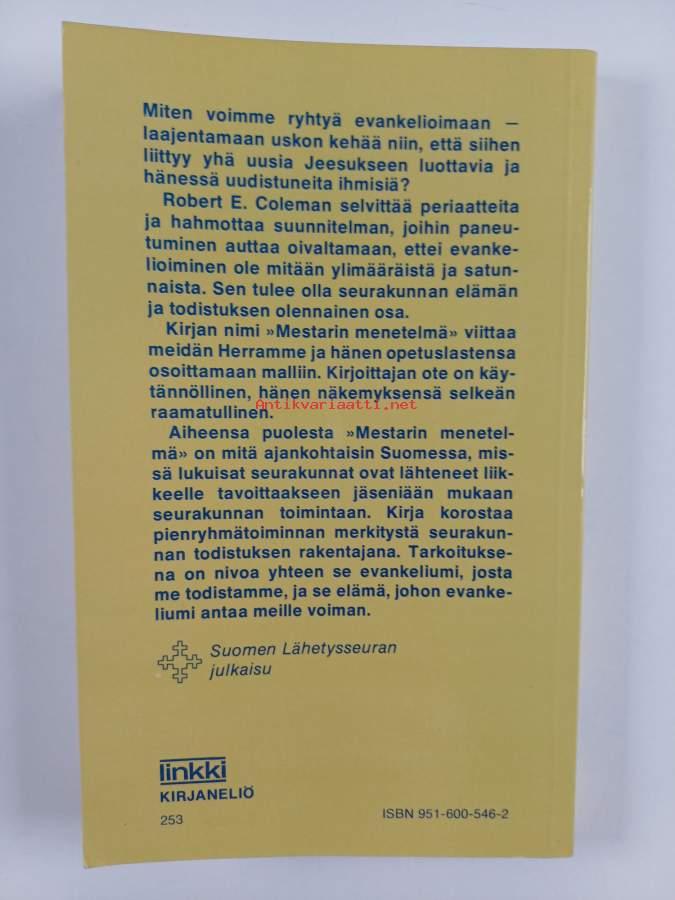 Miten voimme ryhtyä evankelioimaan –
laajentamaan uskon kehää niin, että siihen
liittyy yhä uusia Jeesukseen luottavia ja
hänessä uudistuneita ihmisiä?
Robert E. Coleman selvittää periaatteita
ja hahmottaa suunnitelman, joihin paneu-
tuminen auttaa oivaltamaan, ettei evanke-
lioiminen ole mitään ylimääräistä ja satun-
naista. Sen tulee olla seurakunnan elämän
ja todistuksen olennainen osa.
Kirjan nimi »Mestarin menetelmä» viittaa
meidän Herramme ja hänen opetuslastensa
osoittamaan malliin. Kirjoittajan ote on käy-
tännöllinen, hänen näkemyksensä selkeän
raamatullinen.
Antikvariaatti.net
Aiheensa puolesta »Mestarin menetel-
mä» on mitä ajankohtaisin Suomessa, mis-
sä lukuisat seurakunnat ovat lähteneet liik-
keelle tavoittaakseen jäseniään mukaan
seurakunnan toimintaan. Kirja korostaa
pienryhmätoiminnan merkitystä seurakun-
nan todistuksen rakentajana. Tarkoitukse-
na on nivoa yhteen se evankeliumi, josta
me todistamme, ja se elämä, johon evanke-
liumi antaa meille voiman.
Suomen Lähetysseuran
julkaisu
linkki
KIRJANELIÖ
253
ISBN 951-600-546-2